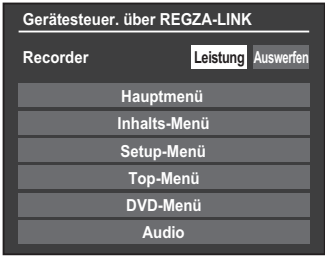 Gerätesteuer. über REGZA-LINK
Recorder Leistung Auswerfen
Hauptmenü
Inhalts-Menü
Setup-Menü
Top-Menü
DVD-Menü
Audio